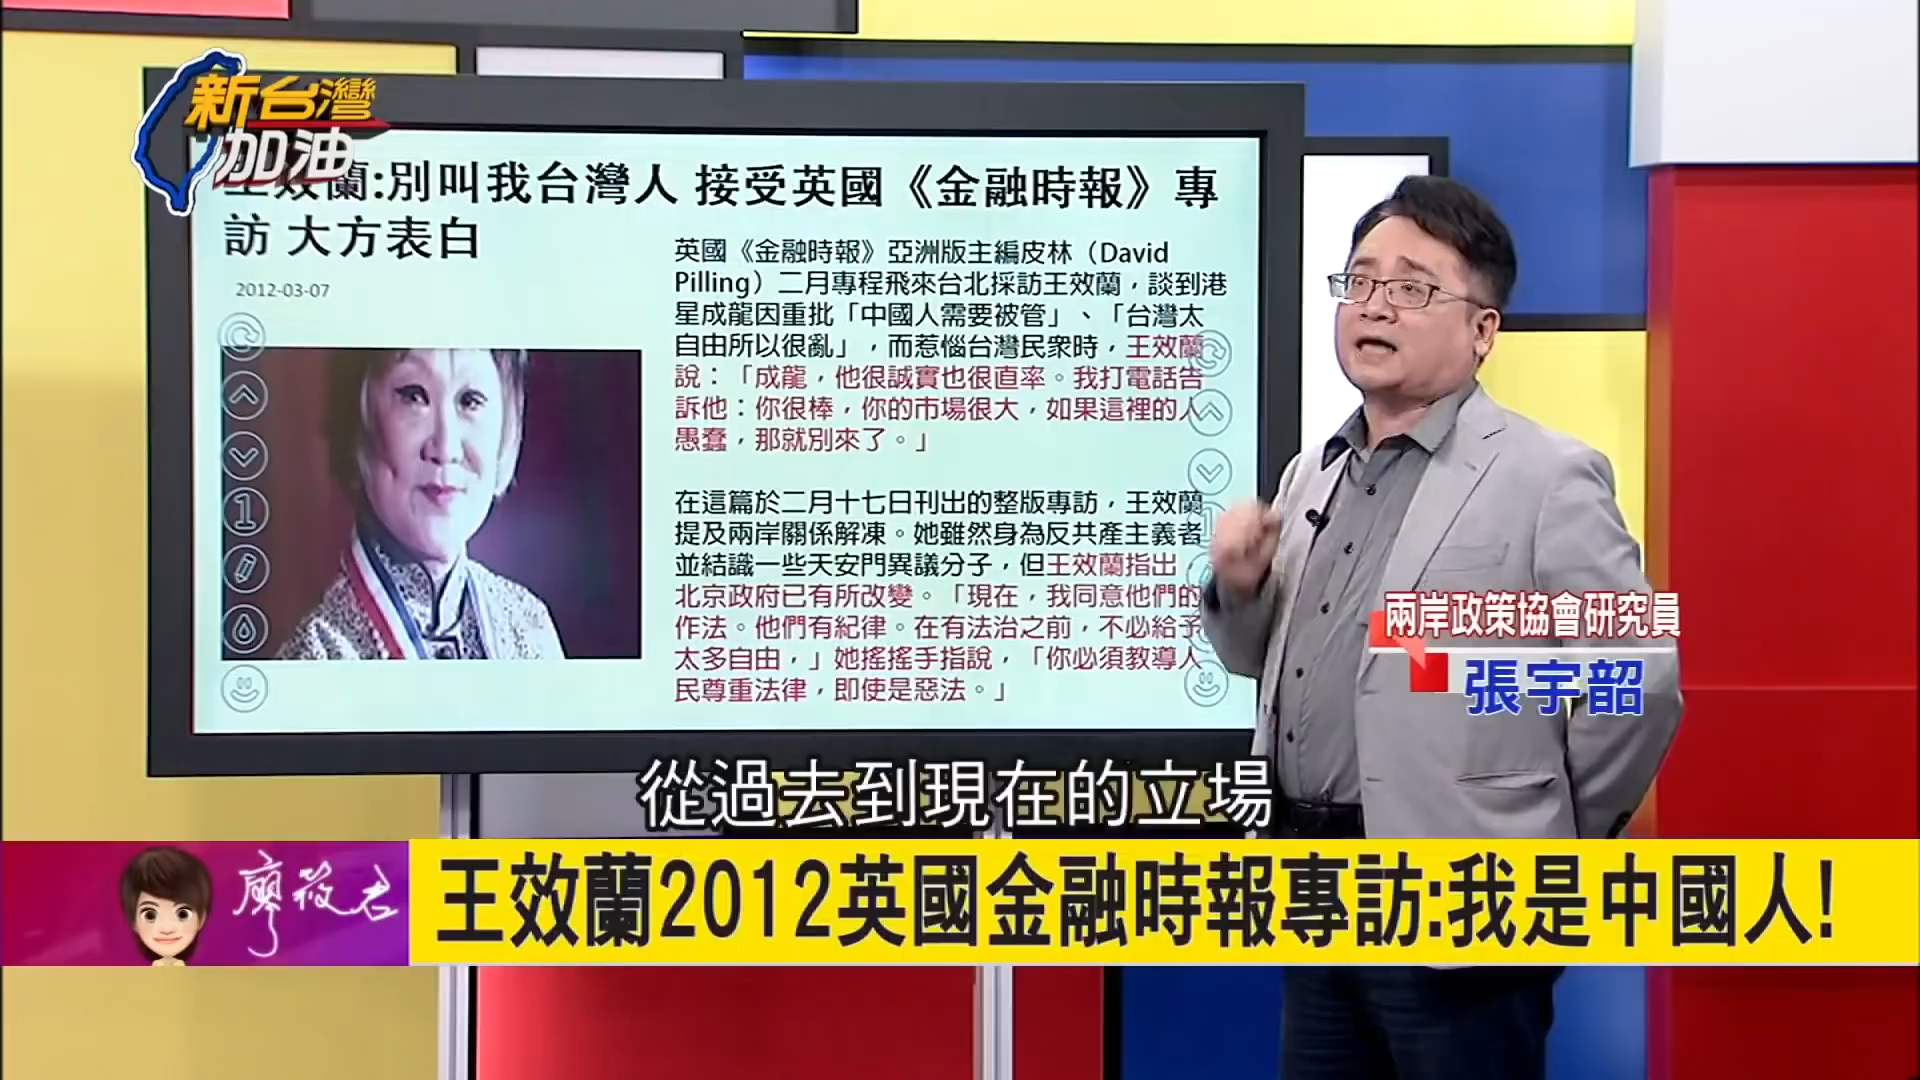 新台灣
加油
王效蘭:別叫我台灣人 接受英國《金融時報》專
訪 大方表白
2012-03-07
英國《金融時報》亞洲版主編皮林（David
Pilling）二月專程飛來台北採訪王效蘭，談到港
星成龍因重批「中國人需要被管」、「台灣太
自由所以很亂」，而惹惱台灣民衆時，王效蘭
說：「成龍，他很誠實也很直率。我打電話告
訴他：你很棒，你的市場很大，如果這裡的人
愚蠢，那就別來了。」
在這篇於二月十七日刊出的整版專訪，王效蘭
提及兩岸關係解凍。她雖然身為反共產主義者
並結識一些天安門異議分子，但王效蘭指出
北京政府已有所改變。「現在，我同意他們的
作法。他們有紀律。在有法治之前，不必給予
太多自由，」她搖搖手指說，「你必須教導人
民尊重法律，即使是惡法。」
兩岸政策協會研究員
張宇韶
從過去到現在的立場
廖筱君
王效蘭2012英國金融時報專訪:我是中國人!